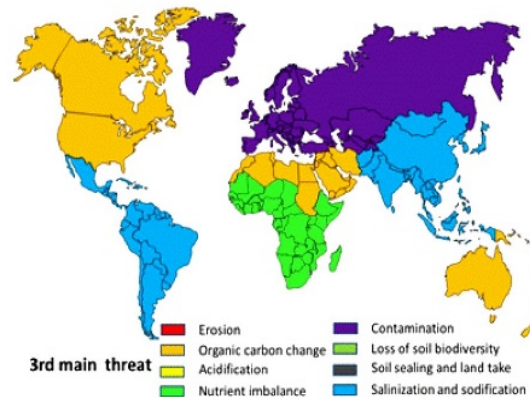 3rd main threat
Erosion
Organic carbon change
Acidification
Nutrient imbalance
Contamination
Loss of soil biodiversity
Soil sealing and land take
Salinization and sodification